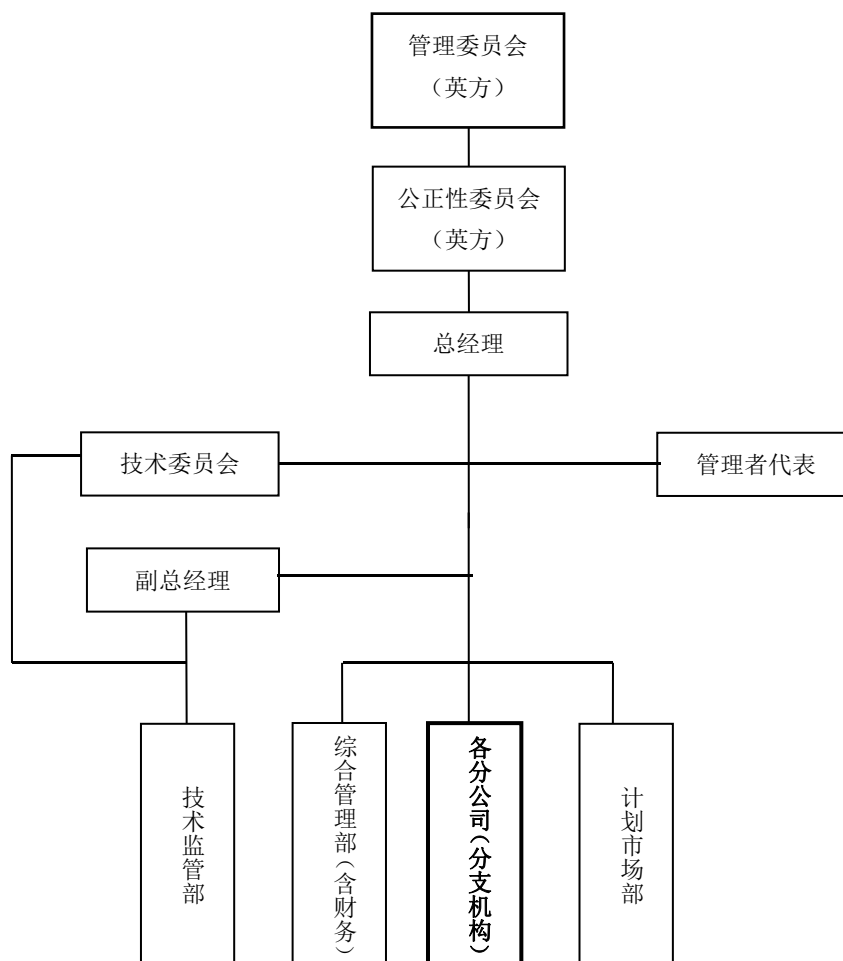 管理委员会
（英方）
公正性委员会
（英方）
总经理
技术委员会
管理者代表
副总经理
技术监管部
综合管理部（含财务）
各分公司（分支机构）
计划市场部